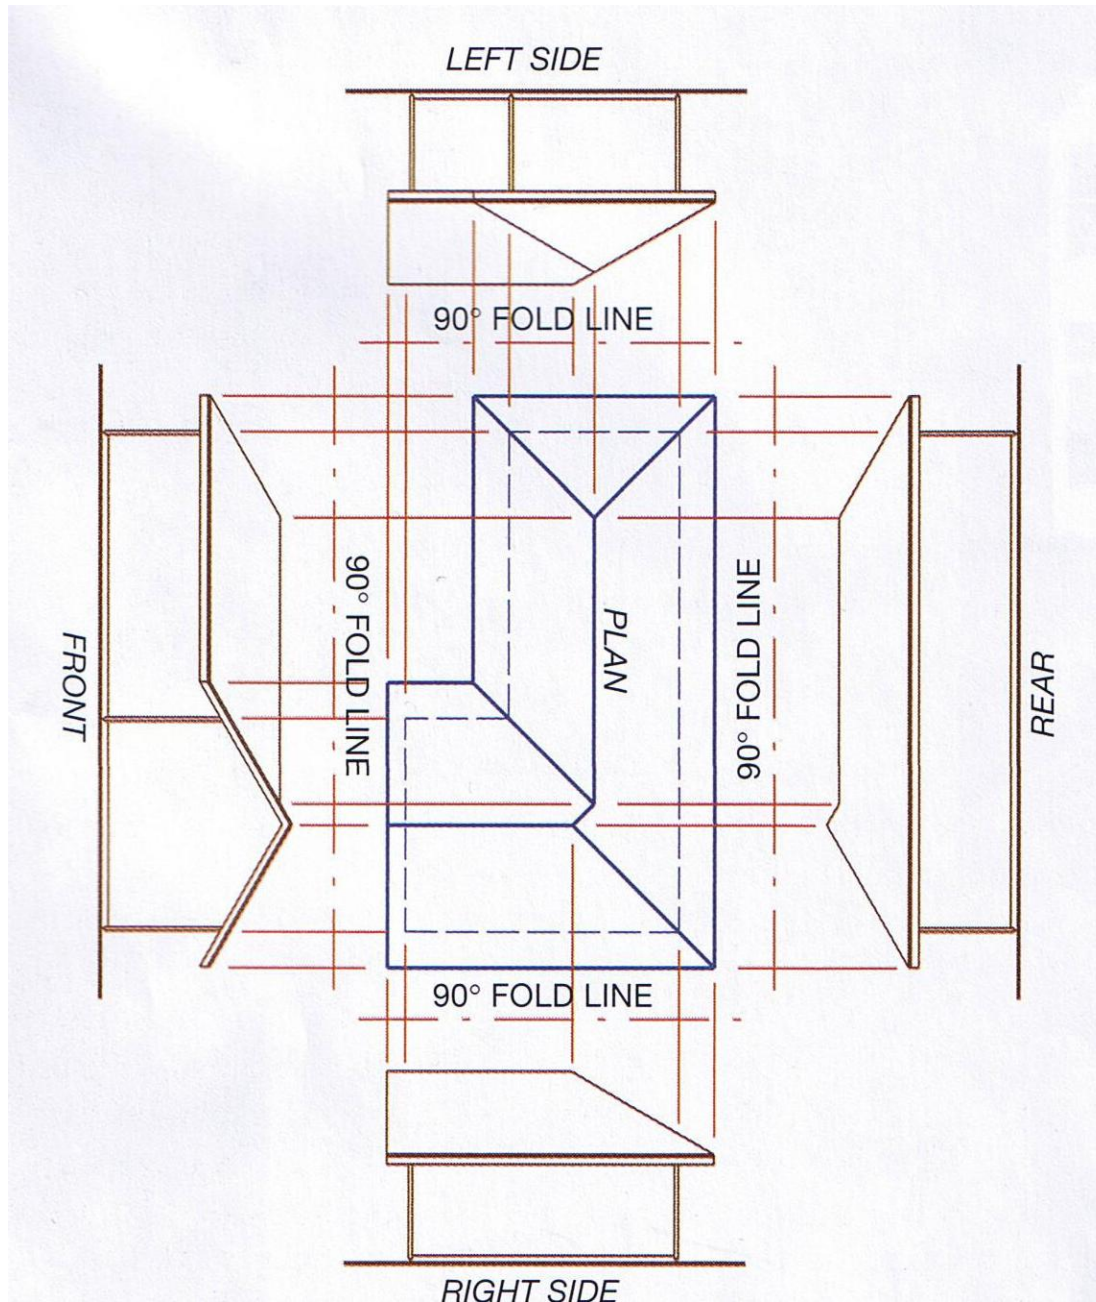 LEFT SIDE
90° FOLD LINE
90° FOLD LINE
FRONT
PLAN
90° FOLD LINE
REAR
90° FOLD LINE
RIGHT SIDE